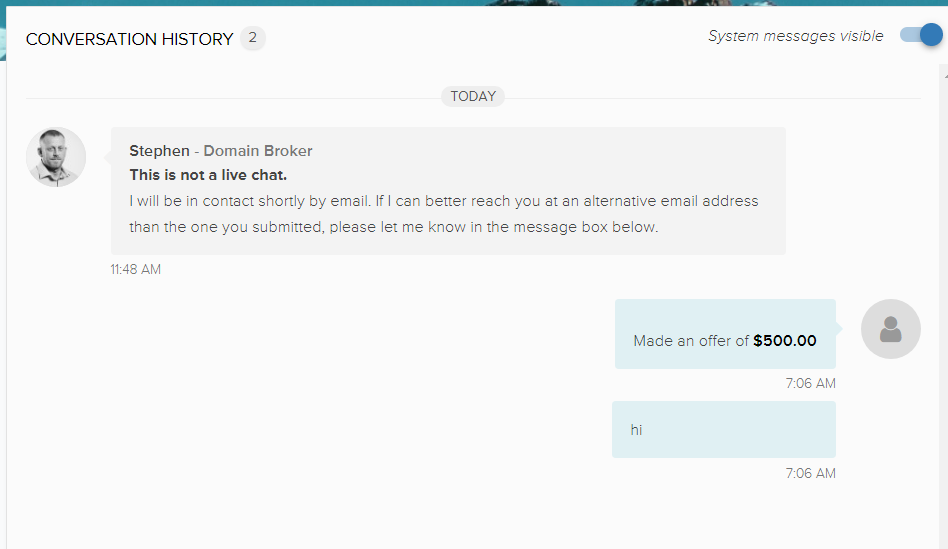 CONVERSATION HISTORY 2
System messages visible
TODAY
Stephen - Domain Broker
This is not a live chat.
I will be in contact shortly by email. If I can better reach you at an alternative email address
than the one you submitted, please let me know in the message box below.
11:48 AM
Made an offer of $500.00
7:06 AM
hi
7:06 AM